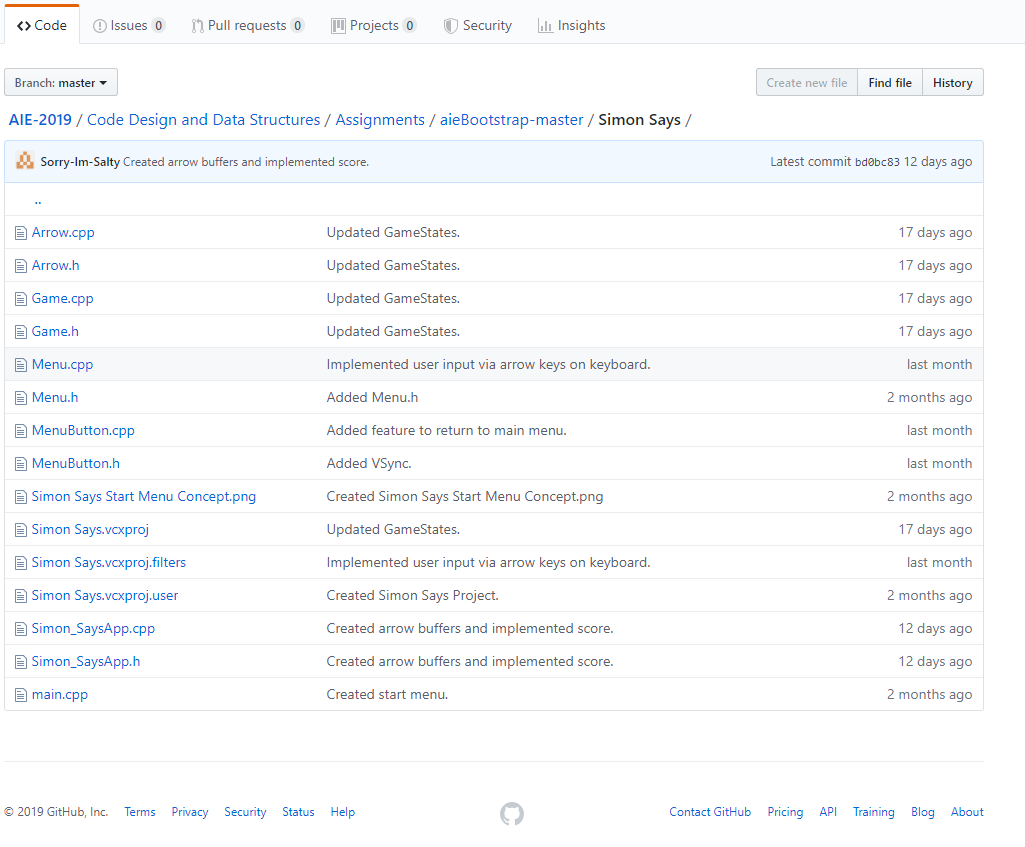 Code Issues 0 Pull requests 0 Projects 0 Security Insights
Branch: master Create new file Find file History
AIE-2019 / Code Design and Data Structures / Assignments / aieBootstrap-master / Simon Says /
Sorry-Im-Salty Created arrow buffers and implemented score. Latest commit bd0bc83 12 days ago
..
Arrow.cpp Updated GameStates. 17 days ago
Arrow.h Updated GameStates. 17 days ago
Game.cpp Updated GameStates. 17 days ago
Game.h Updated GameStates. 17 days ago
Menu.cpp Implemented user input via arrow keys on keyboard. last month
Menu.h Added Menu.h 2 months ago
MenuButton.cpp Added feature to return to main menu. last month
MenuButton.h Added VSync. last month
Simon Says Start Menu Concept.png Created Simon Says Start Menu Concept.png 2 months ago
Simon Says.vcxproj Updated GameStates. 17 days ago
Simon Says.vcxproj.filters Implemented user input via arrow keys on keyboard. last month
Simon Says.vcxproj.user Created Simon Says Project. 2 months ago
Simon_SaysApp.cpp Created arrow buffers and implemented score. 12 days ago
Simon_SaysApp.h Created arrow buffers and implemented score. 12 days ago
main.cpp Created start menu. 2 months ago
© 2019 GitHub, Inc. Terms Privacy Security Status Help Contact GitHub Pricing API Training Blog About